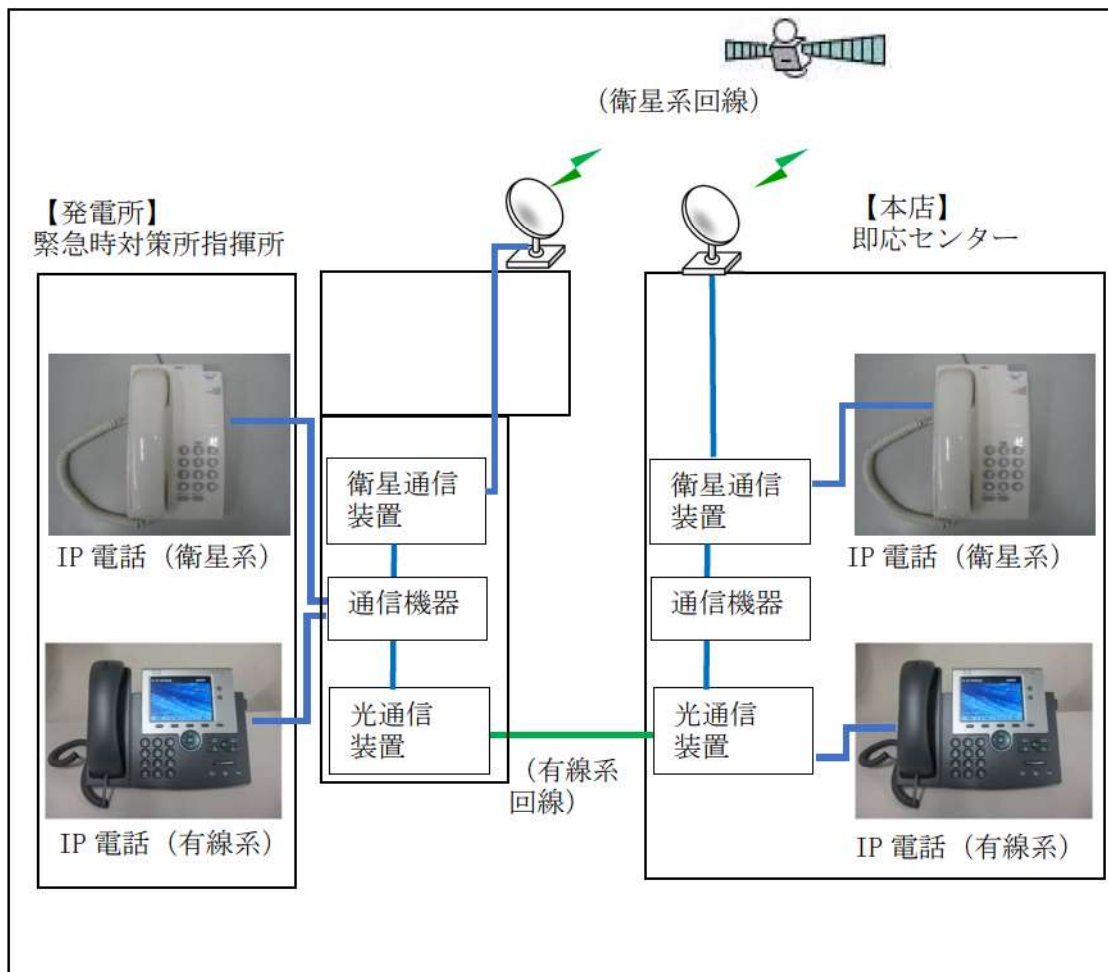 （衛星系回線）
【発電所】
緊急時対策所指揮所
【本店】
即応センター
衛星通信
装置
衛星通信
装置
IP 電話（衛星系）
IP 電話（衛星系）
通信機器
通信機器
光通信
装置
光通信
装置
（有線系
回線）
IP 電話（有線系）
IP 電話（有線系）